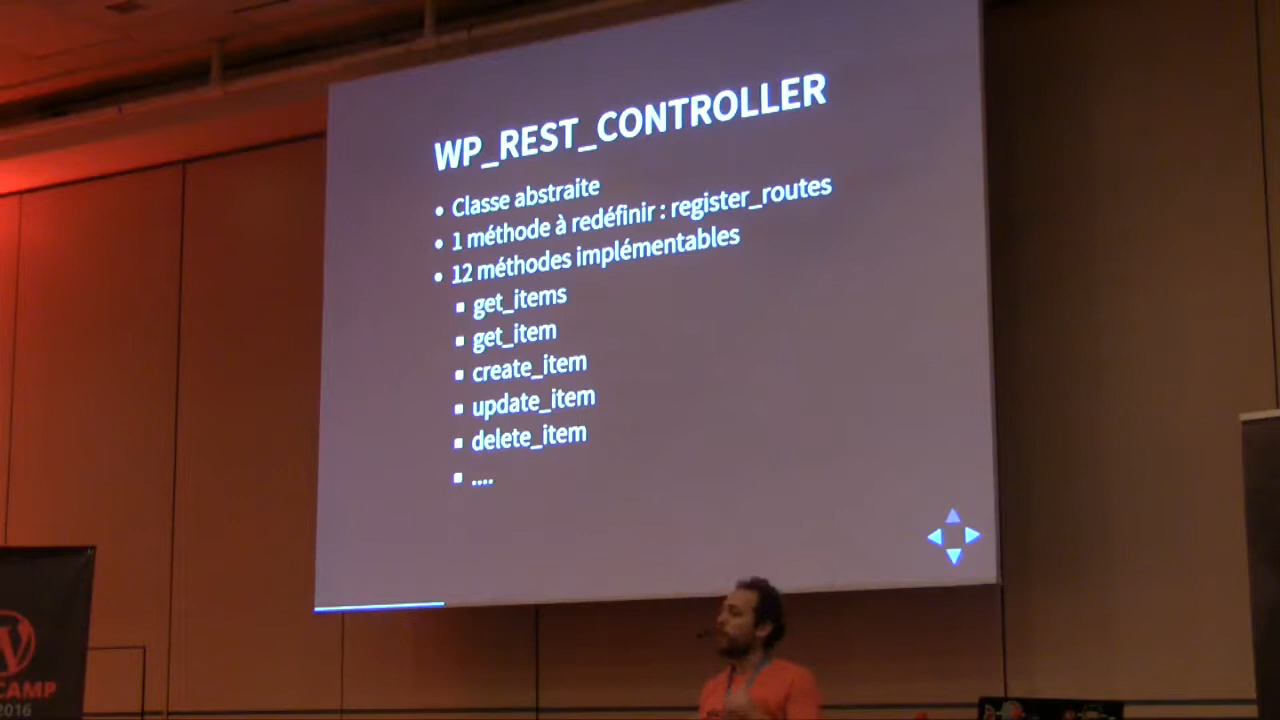 WP_REST_CONTROLLER
• Classe abstraite
• 1 méthode à redéfinir : register_routes
• 12 méthodes implémentables
▪ get_items
▪ get_item
▪ create_item
▪ update_item
▪ delete_item
▪ ....
CAMP
2016